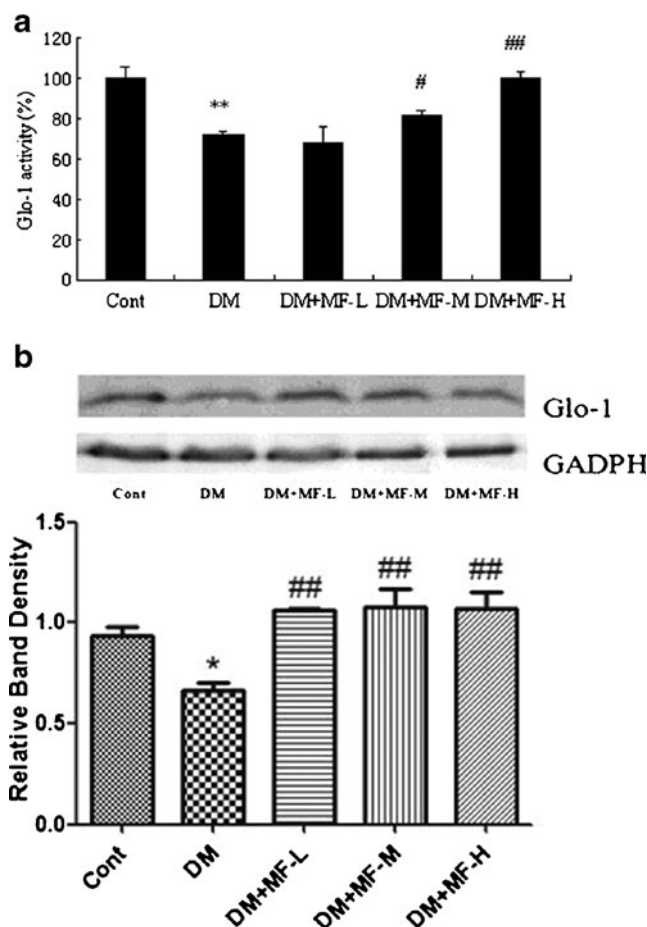 a
Glo-1 activity (%)
120
100
80
60
40
20
0
**
#
##
Cont DM DM+MF-L DM+MF-M DM+MF-H
b
Glo-1
GADPH
Cont DM DM+MF-L DM+MF-M DM+MF-H
Relative Band Density
1.5
1.0
0.5
0.0
*
##
##
##
Cont
DM
DM+MF-L
DM+MF-M
DM+MF-H